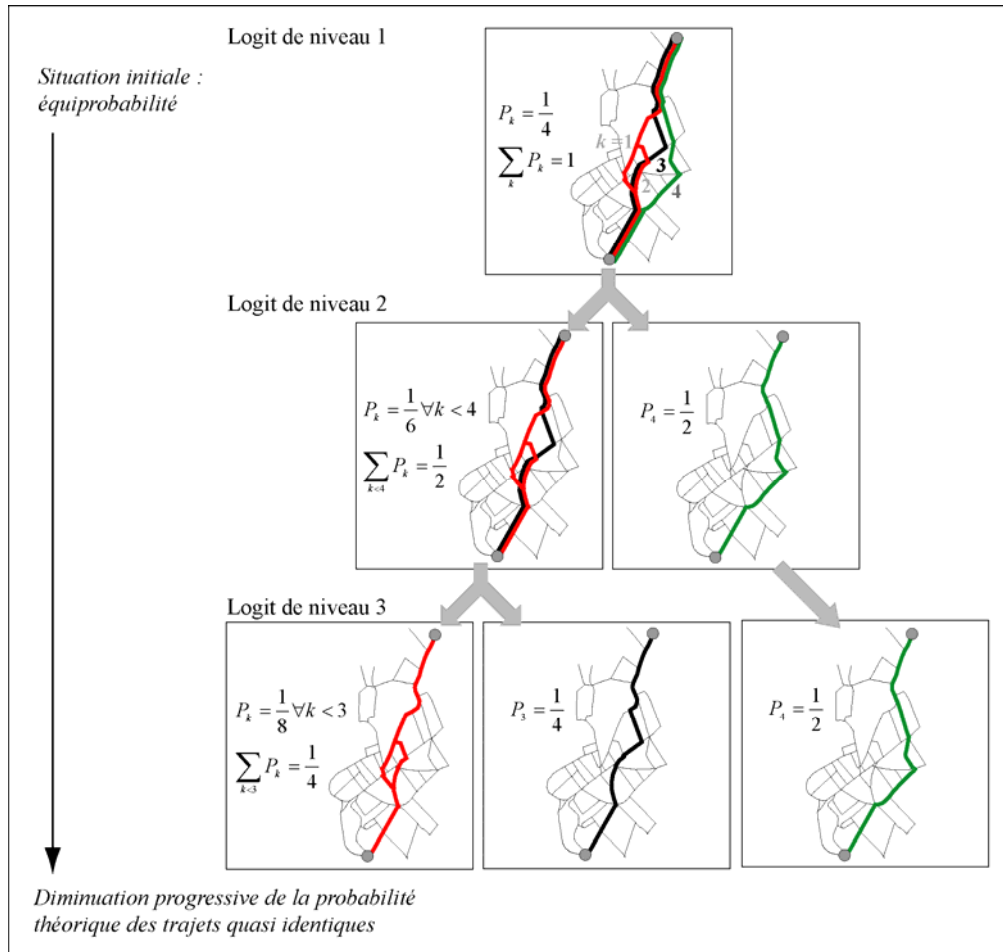 Logit de niveau 1
Situation initiale :
équiprobabilité
P_k = 1/4
∑_k P_k = 1
k = 1
2
3
4
Logit de niveau 2
P_k = 1/6 ∀k < 4
∑_{k<4} P_k = 1/2
P_4 = 1/2
Logit de niveau 3
P_k = 1/8 ∀k < 3
∑_{k<3} P_k = 1/4
P_3 = 1/4
P_4 = 1/2
Diminuation progressive de la probabilité
théorique des trajets quasi identiques